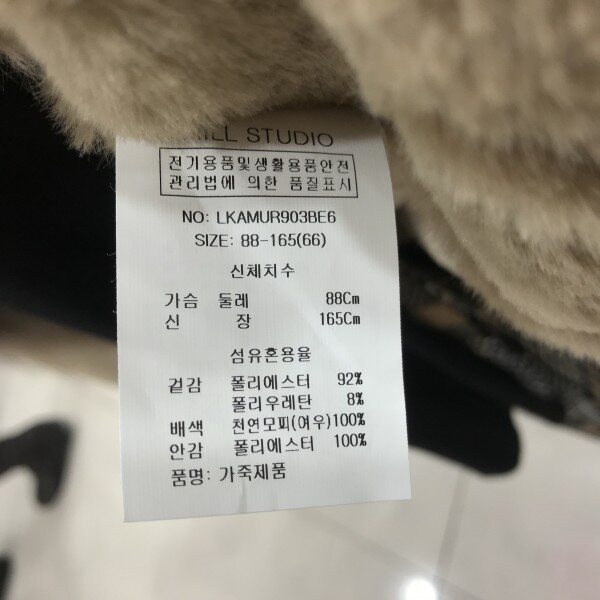 STUDIO
전기용품및생활용품안전
관리법에 의한 품질표시
NO: LKAMUR903BE6
SIZE: 88-165(66)
신체치수
가슴 둘레 88Cm
신 장 165Cm
섬유혼용율
겉감 폴리에스터 92%
폴리우레탄 8%
배색 천연모피(여우)100%
안감 폴리에스터 100%
품명: 가죽제품